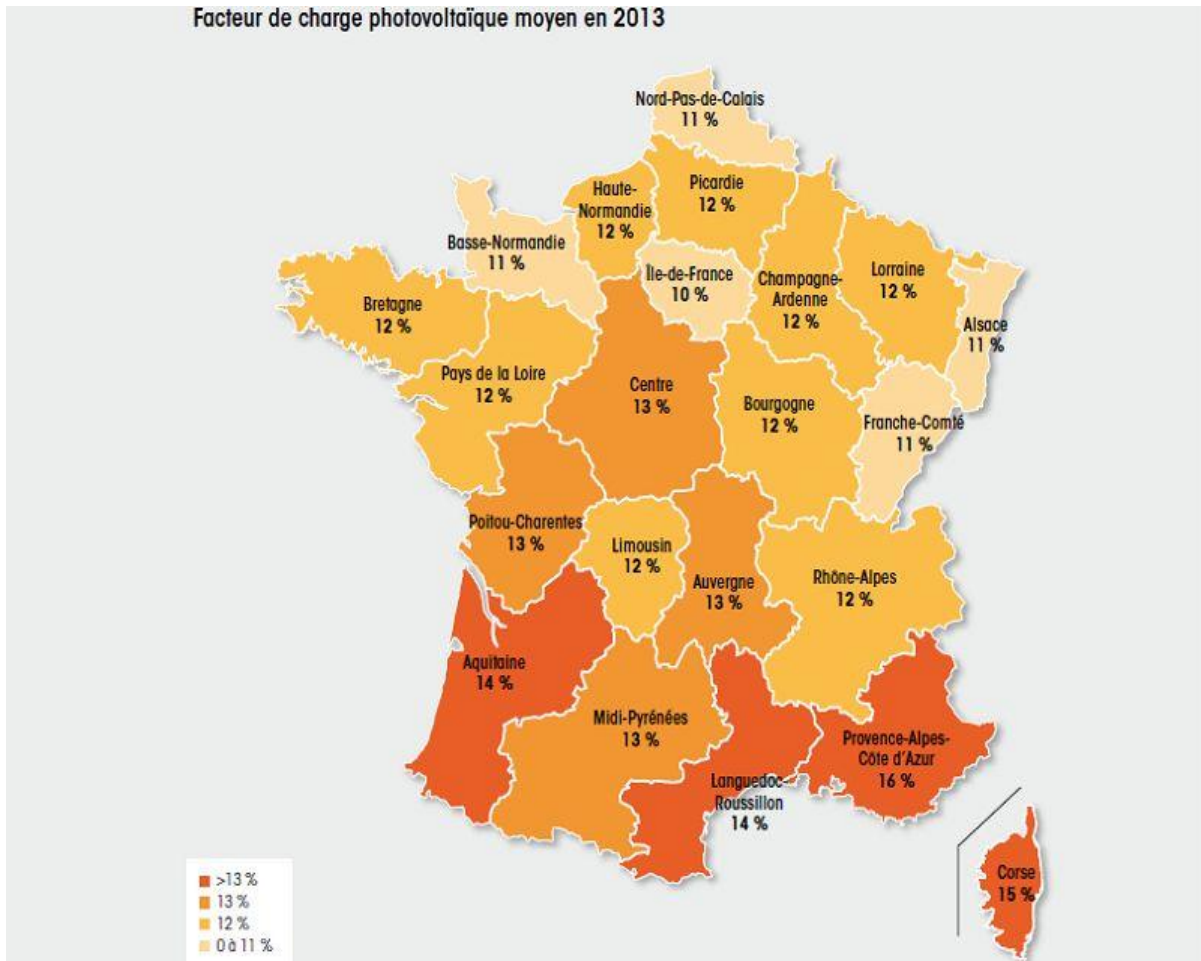 Facteur de charge photovoltaïque moyen en 2013
Nord-Pas-de-Calais
11 %
Haute-
Normandie
12 %
Picardie
12 %
Basse-Normandie
11 %
Île-de-France
10 %
Champagne-
Ardenne
12 %
Lorraine
12 %
Alsace
11 %
Bretagne
12 %
Pays de la Loire
12 %
Centre
13 %
Bourgogne
12 %
Franche-Comté
11 %
Poitou-Charentes
13 %
Limousin
12 %
Auvergne
13 %
Rhône-Alpes
12 %
Aquitaine
14 %
Midi-Pyrénées
13 %
Languedoc-
Roussillon
14 %
Provence-Alpes-
Côte d'Azur
16 %
Corse
15 %
>13 %
13 %
12 %
0 à 11 %